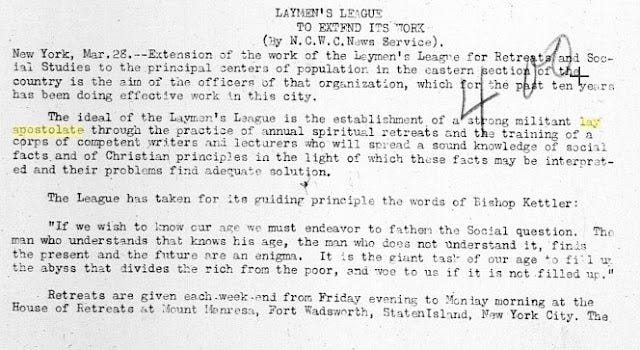 LAYMEN'S LEAGUE
TO EXTEND ITS WORK
(By N.C.W.C. News Service).
New York, Mar.28.--Extension of the work of the Laymen's League for Retreats and Soc-
ial Studies to the principal centers of population in the eastern section of the
country is the aim of the officers of that organization, which for the past ten years
has been doing effective work in this city.
The ideal of the Laymen's League is the establishment of a strong militant lay
apostolate through the practice of annual spiritual retreats and the training of a
corps of competent writers and lecturers who will spread a sound knowledge of social
facts and of Christian principles in the light of which these facts may be interpret-
ed and their problems find adequate solution.
The League has taken for its guiding principle the words of Bishop Kettler:
"If we wish to know our age we must endeavor to fathom the Social question. The
man who understands that knows his age, the man who does not understand it, finds
the present and the future are an enigma. It is the giant task of our age to fill up
the abyss that divides the rich from the poor, and woe to us if it is not filled up."
Retreats are given each week-end from Friday evening to Monday morning at the
House of Retreats at Mount Manresa, Fort Wadsworth, StatenIsland, New York City. The